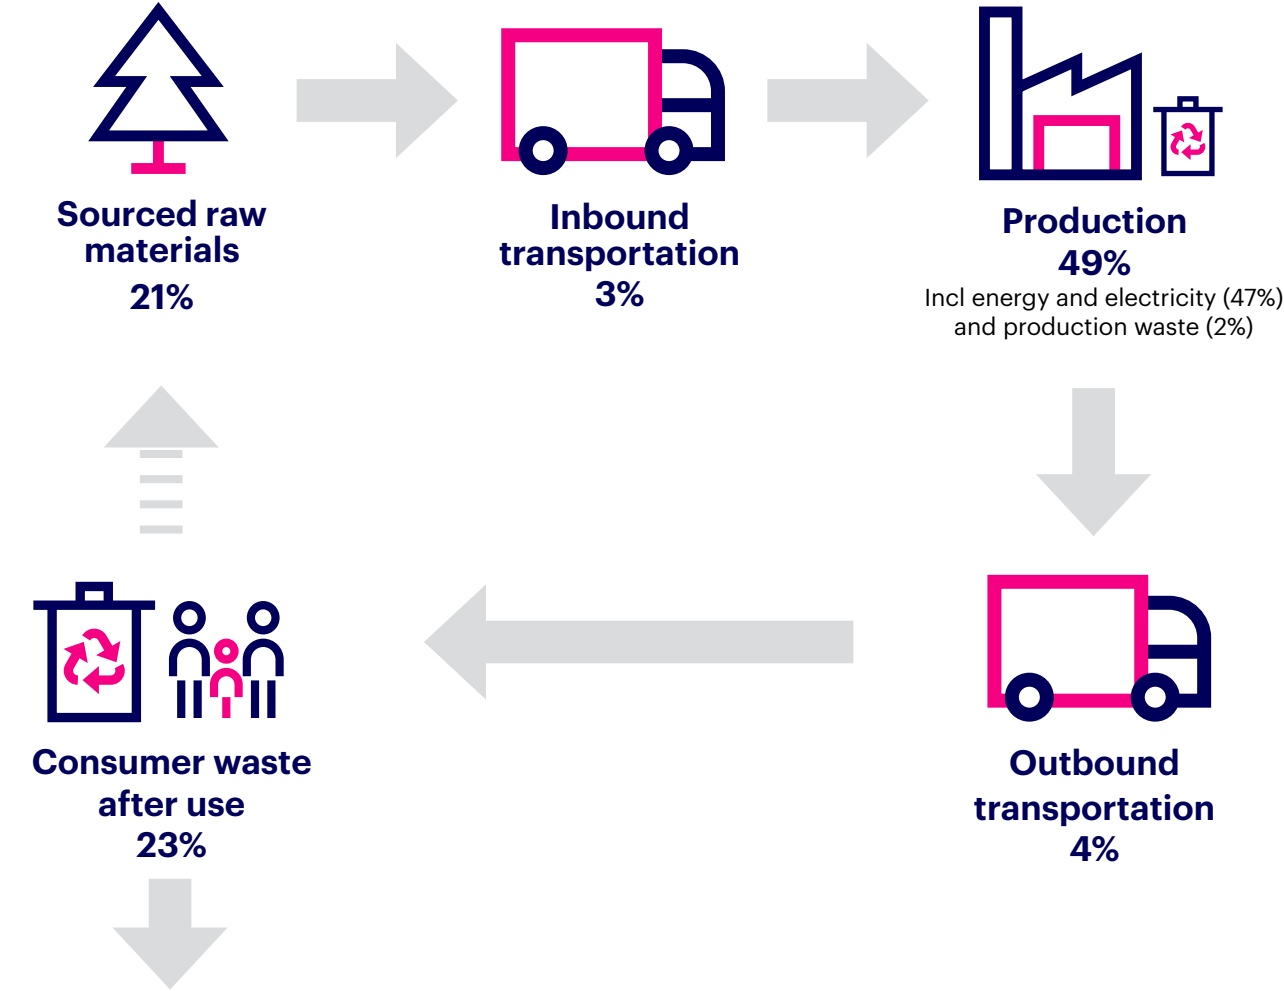 Sourced raw
materials
21%
Inbound
transportation
3%
Production
49%
Incl energy and electricity (47%)
and production waste (2%)
Consumer waste
after use
23%
Outbound
transportation
4%